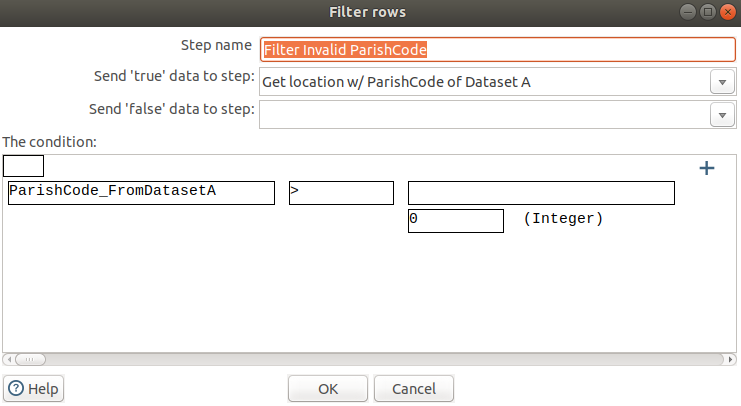 Filter rows
Step name
Filter Invalid ParishCode
Send 'true' data to step:
Get location w/ ParishCode of Dataset A
Send 'false' data to step:
The condition:
ParishCode_FromDatasetA
>
0
(Integer)
Help
OK
Cancel